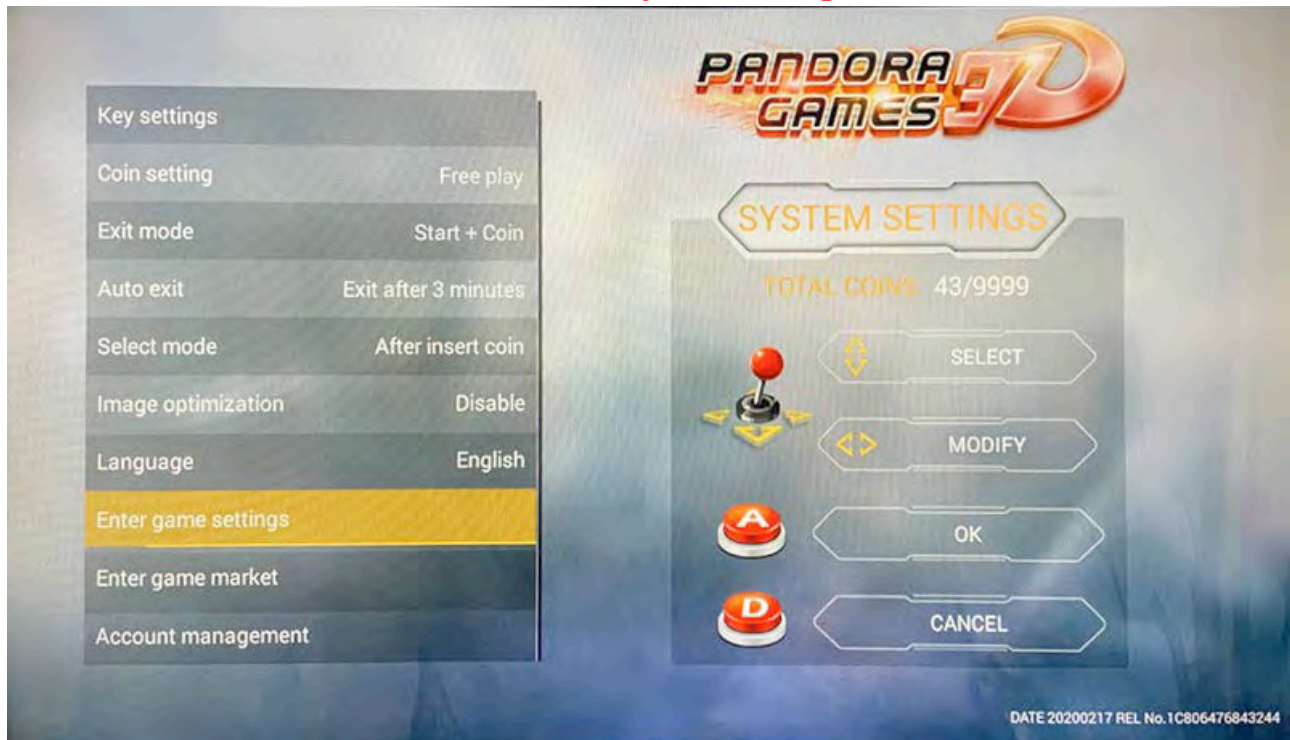 Key settings
Coin setting Free play
Exit mode Start + Coin
Auto exit Exit after 3 minutes
Select mode After insert coin
Image optimization Disable
Language English
Enter game settings
Enter game market
Account management
PANDORA
GAMES 3D
SYSTEM SETTINGS
TOTAL COINS: 43/9999
SELECT
MODIFY
A OK
D CANCEL
DATE 20200217 REL No.1C806476843244